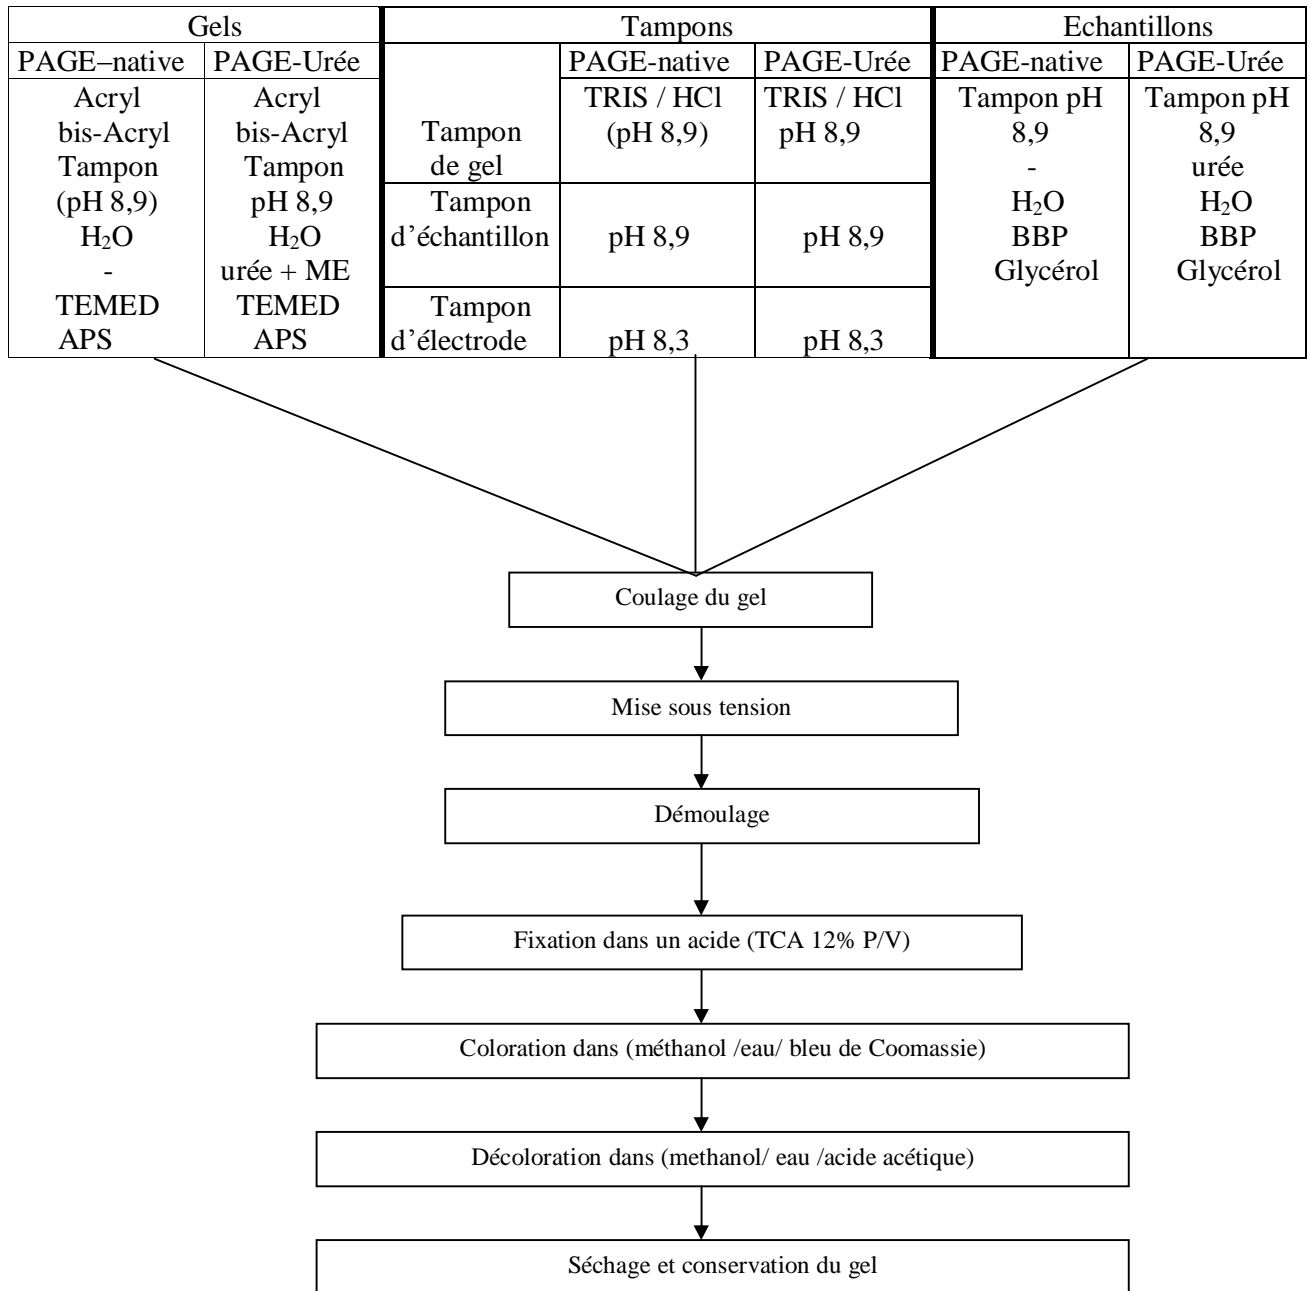 Gels Tampons Echantillons
PAGE–native PAGE-Urée PAGE-native PAGE-Urée PAGE-native PAGE-Urée
Acryl Acryl TRIS / HCl TRIS / HCl Tampon pH Tampon pH
bis-Acryl bis-Acryl Tampon (pH 8,9) pH 8,9 8,9 8,9
Tampon Tampon de gel - urée
(pH 8,9) pH 8,9 Tampon H₂O H₂O
H₂O H₂O d’échantillon pH 8,9 pH 8,9 BBP BBP
- urée + ME Glycérol Glycérol
TEMED TEMED Tampon
APS APS d’électrode pH 8,3 pH 8,3
Coulage du gel
Mise sous tension
Démoulage
Fixation dans un acide (TCA 12% P/V)
Coloration dans (méthanol /eau/ bleu de Coomassie)
Décoloration dans (methanol/ eau /acide acétique)
Séchage et conservation du gel